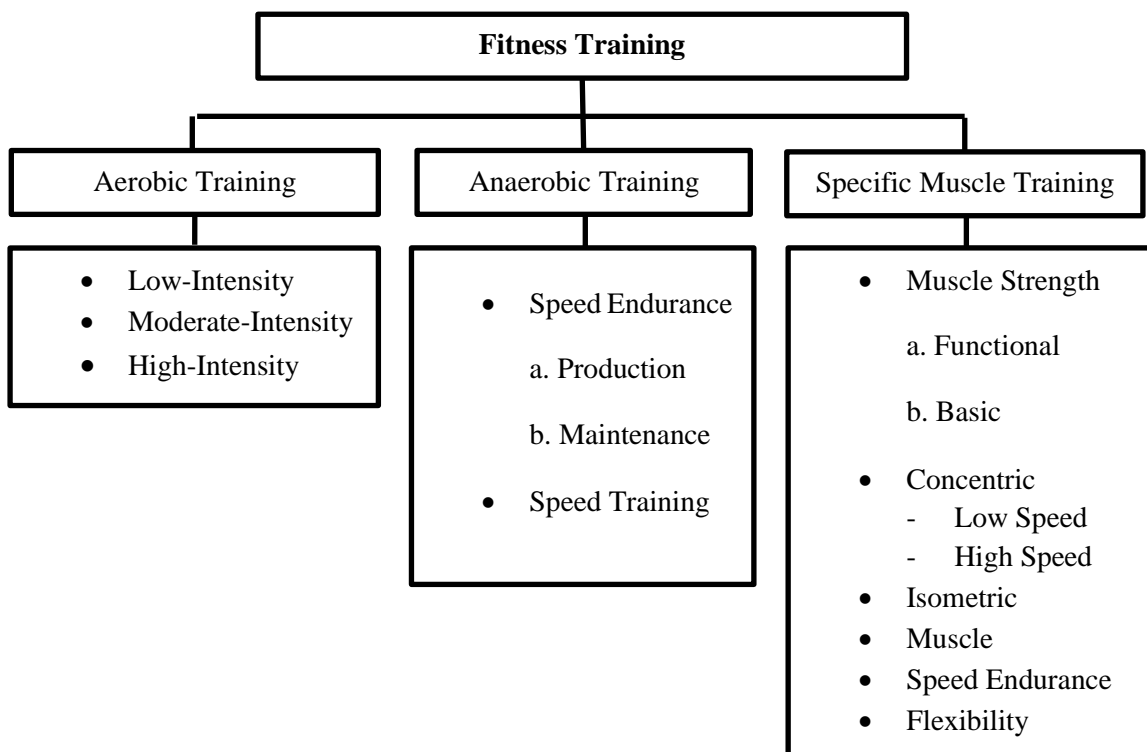 Fitness Training
Aerobic Training
Anaerobic Training
Specific Muscle Training
• Low-Intensity
• Moderate-Intensity
• High-Intensity
• Speed Endurance
a. Production
b. Maintenance
• Speed Training
• Muscle Strength
a. Functional
b. Basic
• Concentric
- Low Speed
- High Speed
• Isometric
• Muscle
• Speed Endurance
• Flexibility